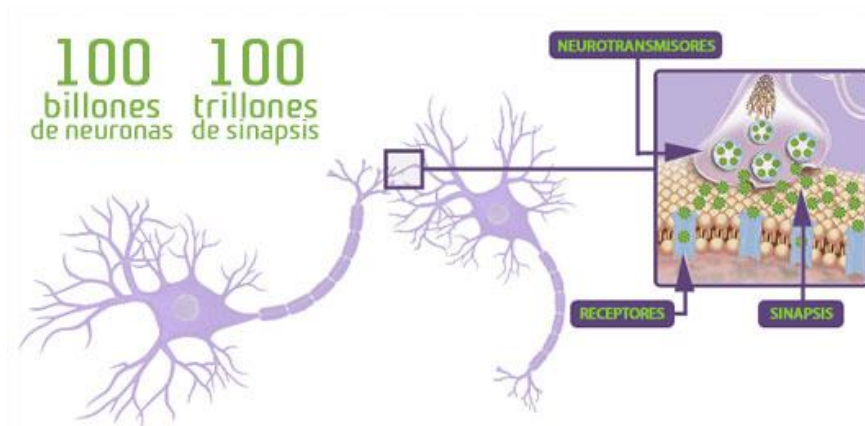 100
billones
de neuronas
100
trillones
de sinapsis
NEUROTRANSMISORES
RECEPTORES
SINAPSIS